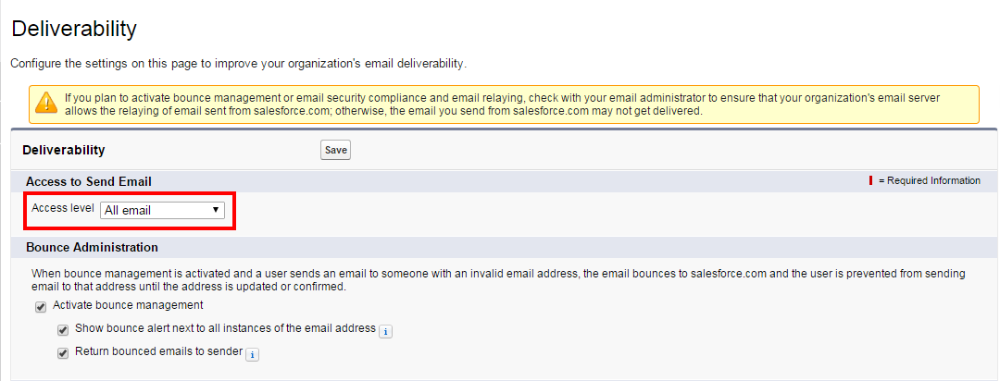 Deliverability
Configure the settings on this page to improve your organization's email deliverability.
If you plan to activate bounce management or email security compliance and email relaying, check with your email administrator to ensure that your organization's email server
allows the relaying of email sent from salesforce.com; otherwise, the email you send from salesforce.com may not get delivered.
Deliverability Save
Access to Send Email = Required Information
Access level All email
Bounce Administration
When bounce management is activated and a user sends an email to someone with an invalid email address, the email bounces to salesforce.com and the user is prevented from sending
email to that address until the address is updated or confirmed.
Activate bounce management
Show bounce alert next to all instances of the email address i
Return bounced emails to sender i